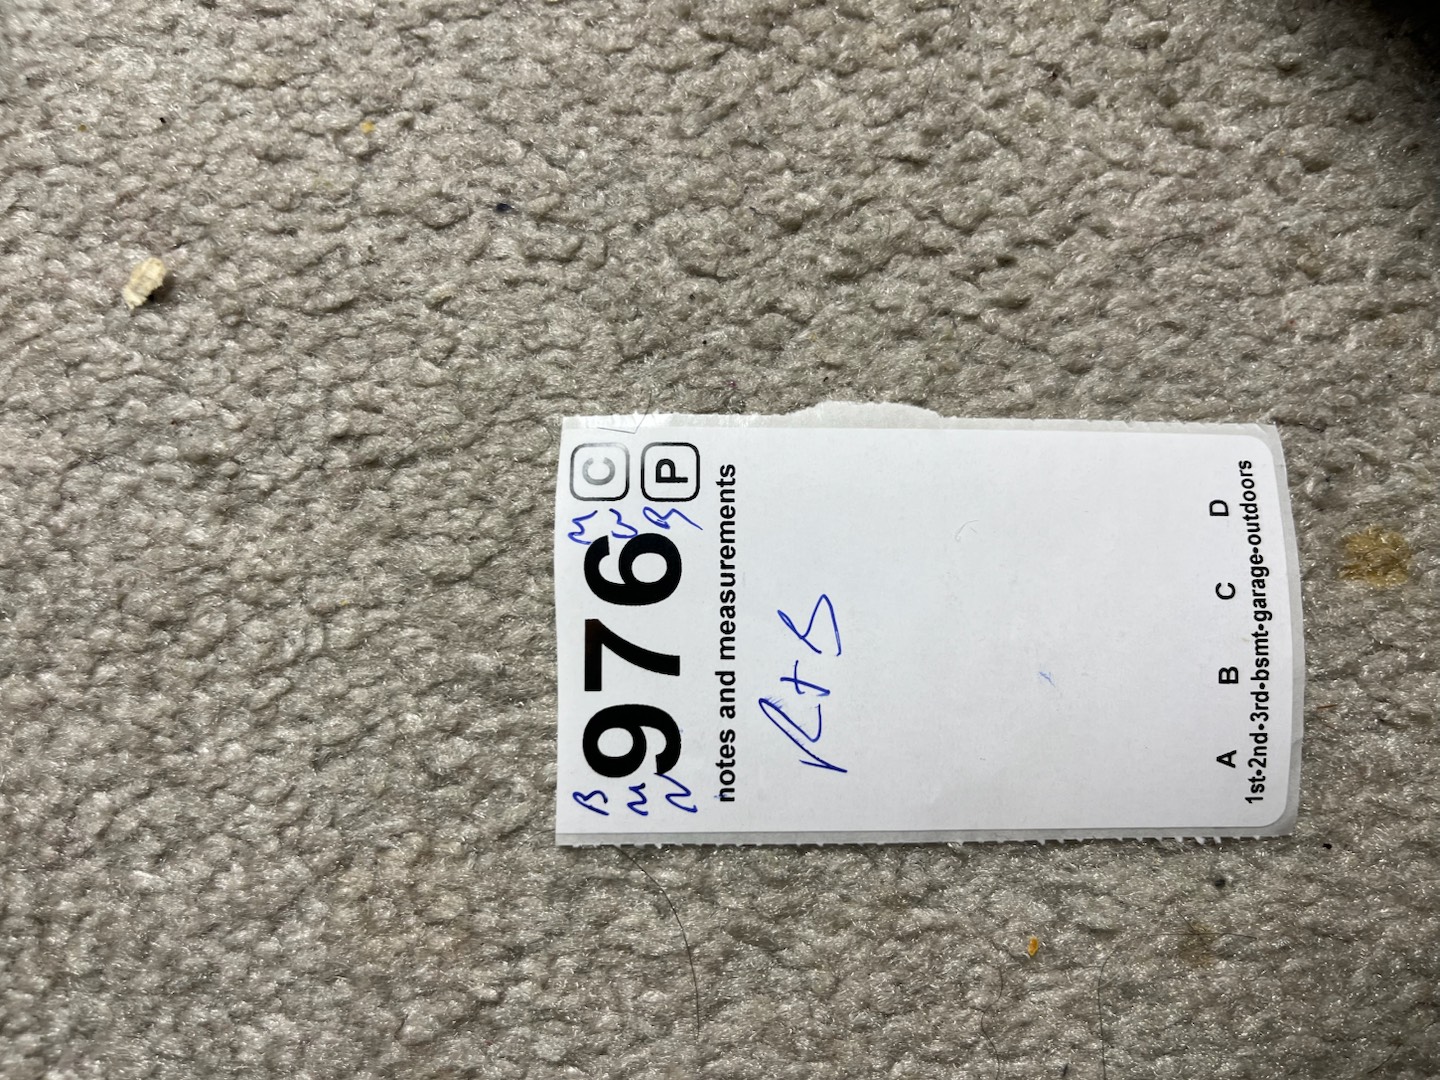 B
M
N
976
C
P
notes and measurements
R+B
A B C D
1st•2nd•3rd•bsmt•garage•outdoors